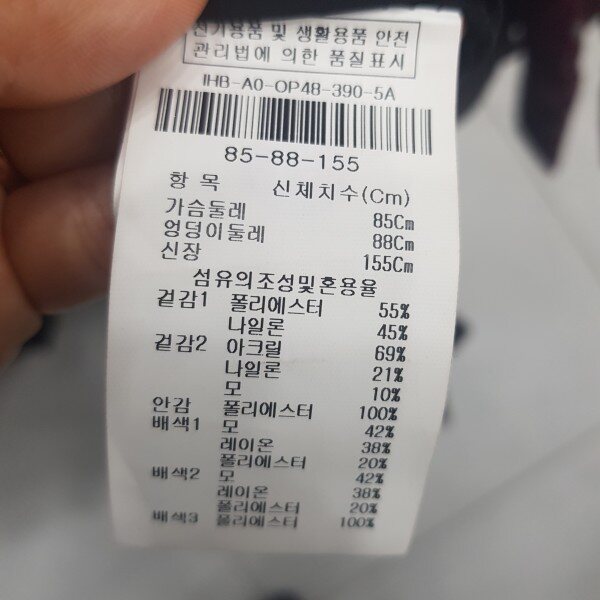 전기용품 및 생활용품 안전
관리법에 의한 품질표시
IHB-A0-OP48-390-5A
85-88-155
항 목 신체치수(Cm)
가슴둘레 85Cm
엉덩이둘레 88Cm
신장 155Cm
섬유의조성및혼용율
겉감1 폴리에스터 55%
나일론 45%
겉감2 아크릴 69%
나일론 21%
모 10%
안감 폴리에스터 100%
배색1 모 42%
레이온 38%
폴리에스터 20%
배색2 모 42%
레이온 38%
폴리에스터 20%
배색3 폴리에스터 100%